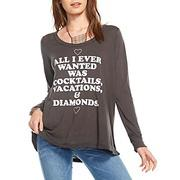 ALL I EVER
WANTED
WAS
COCKTAILS,
VACATIONS,
&
DIAMONDS.